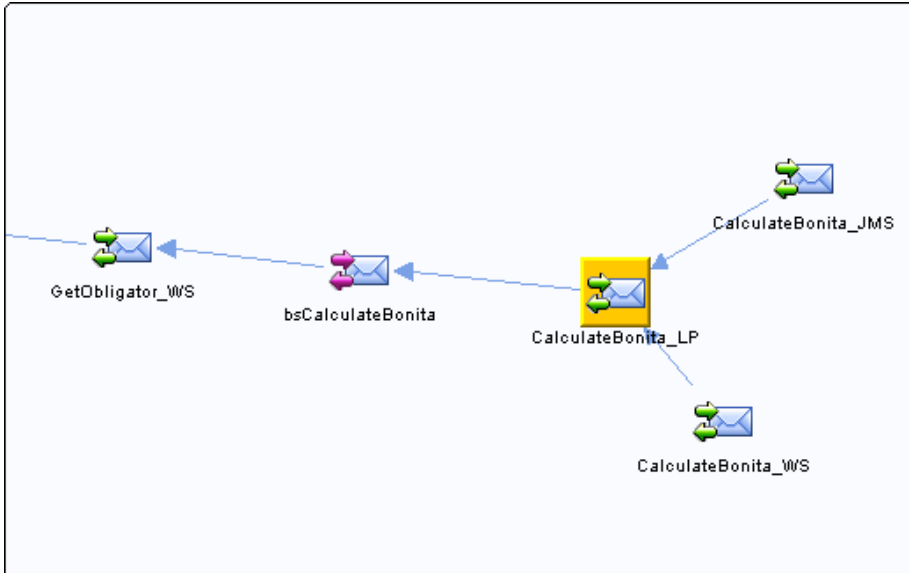 CalculateBonita_JMS
GetObligator_WS
bsCalculateBonita
CalculateBonita_LP
CalculateBonita_WS